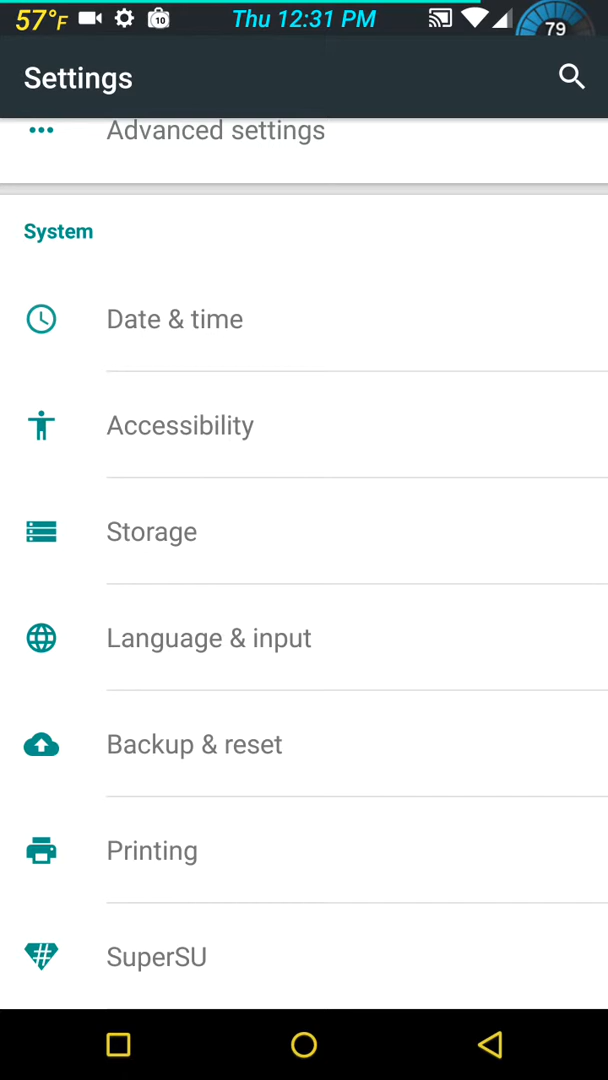 57°F 10 Thu 12:31 PM 79
Settings
Advanced settings
System
Date & time
Accessibility
Storage
Language & input
Backup & reset
Printing
# SuperSU